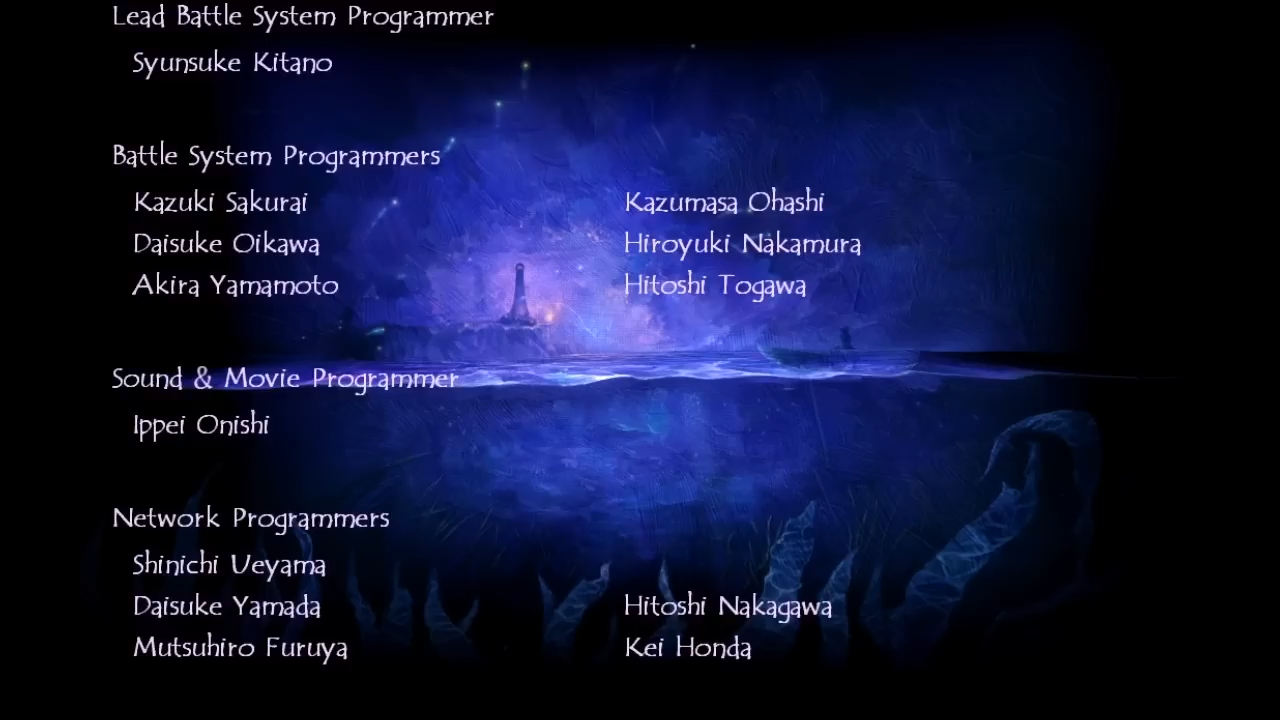 Lead Battle System Programmer
Syunsuke Kitano
Battle System Programmers
Kazuki Sakurai Kazumasa Ohashi
Daisuke Oikawa Hiroyuki Nakamura
Akira Yamamoto Hitoshi Togawa
Sound & Movie Programmer
Ippei Onishi
Network Programmers
Shinichi Ueyama
Daisuke Yamada Hitoshi Nakagawa
Mutsuhiro Furuya Kei Honda